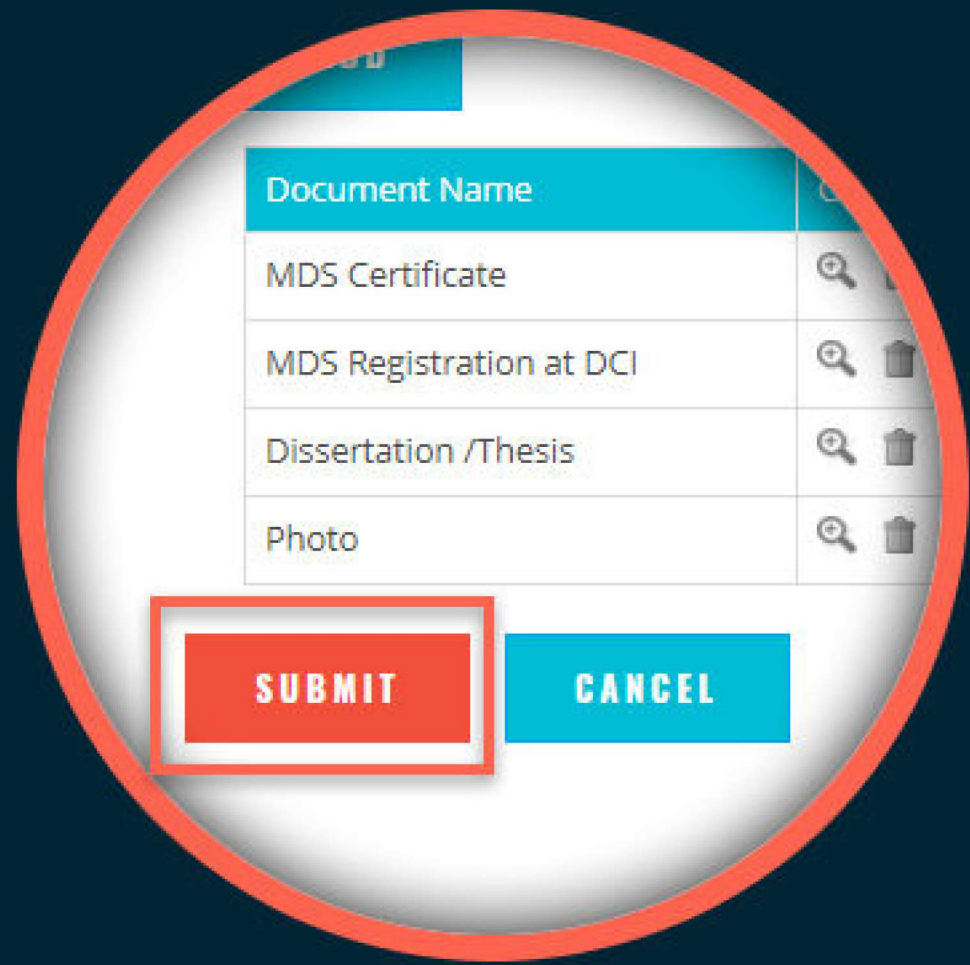 Document Name
MDS Certificate
MDS Registration at DCI
Dissertation /Thesis
Photo
SUBMIT CANCEL